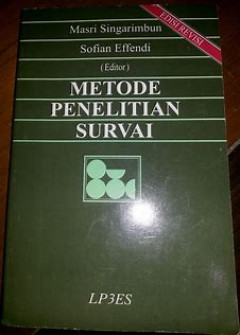 Masri Singarimbun
Sofian Effendi
(Editor)
EDISI REVISI
METODE
PENELITIAN
SURVAI
LP3ES